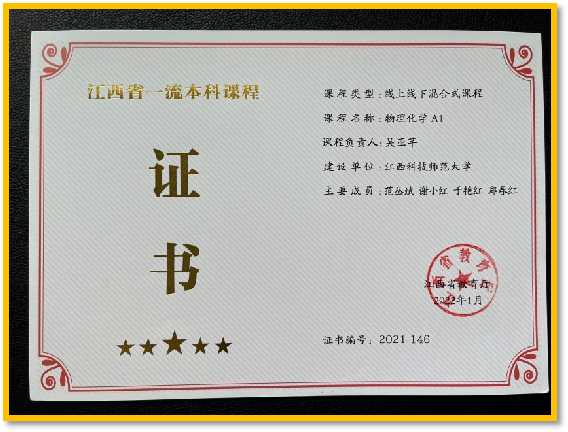 江西省一流本科课程
证
书
课程类型：线上线下混合式课程
课程名称：物理化学A1
课程负责人：吴亚苹
建设单位：江西科技师范大学
主要成员：范丛斌 谢小红 于艳红 鄢春红
江西省教育厅
2022年1月
证书编号：2021-146